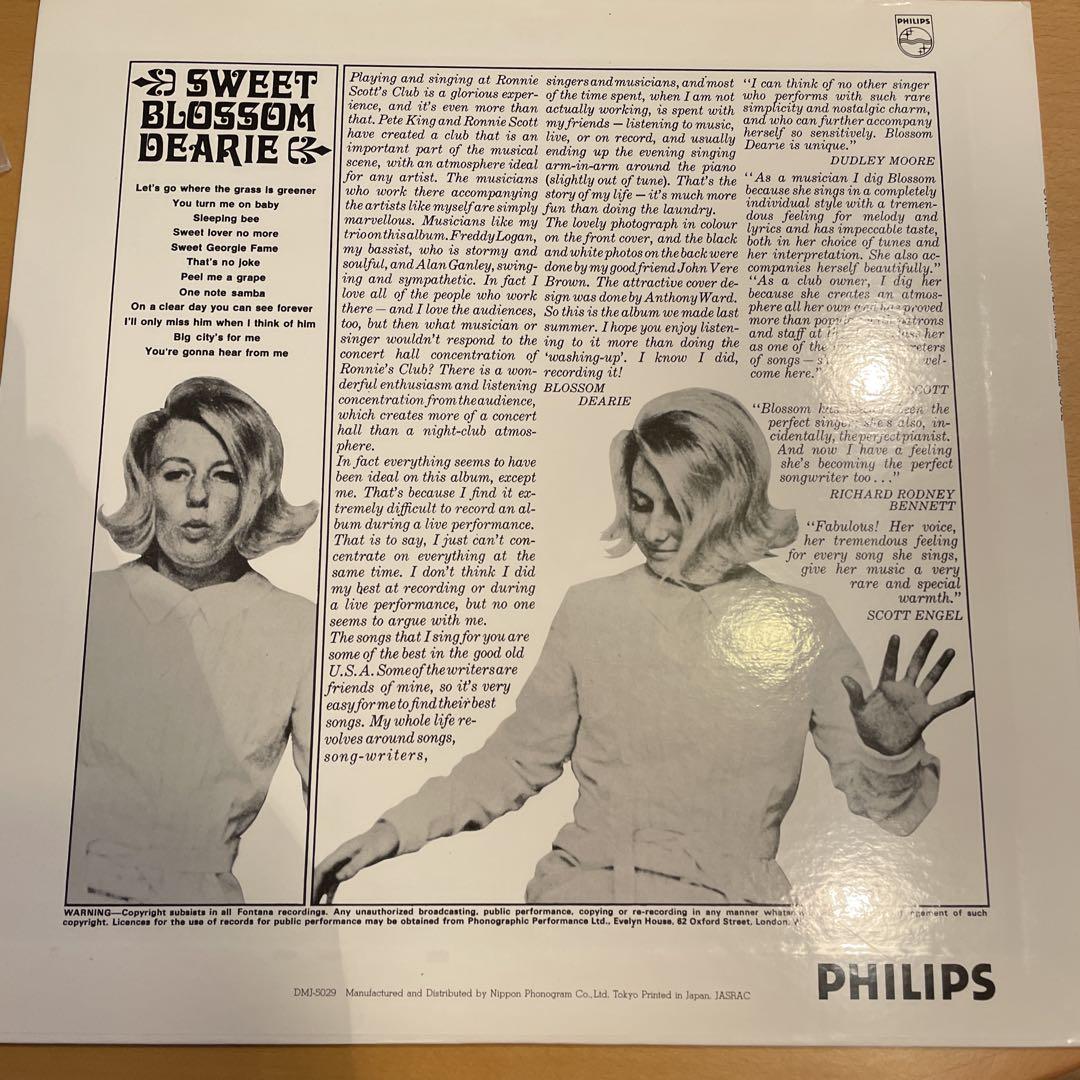 PHILIPS
SWEET
BLOSSOM
DEARIE
Let's go where the grass is greener
You turn me on baby
Sleeping bee
Sweet lover no more
Sweet Georgie Fame
That's no joke
Peel me a grape
One note samba
On a clear day you can see forever
I'll only miss him when I think of him
Big city's for me
You're gonna hear from me
Playing and singing at Ronnie
Scott's Club is a glorious exper-
ience, and it's even more than
that. Pete King and Ronnie Scott
have created a club that is an
important part of the musical
scene, with an atmosphere ideal
for any artist. The musicians
who work there accompanying
the artists like myself are simply
marvellous. Musicians like my
trio on this album. Freddy Logan,
my bassist, who is stormy and
soulful, and Alan Ganley, swing-
ing and sympathetic. In fact I
love all of the people who work
there — and I love the audiences,
too, but then what musician or
singer wouldn't respond to the
concert hall concentration of
Ronnie's Club? There is a won-
derful enthusiasm and listening
concentration from the audience,
which creates more of a concert
hall than a night-club atmos-
phere.
In fact everything seems to have
been ideal on this album, except
me. That's because I find it ex-
tremely difficult to record an al-
bum during a live performance.
That is to say, I just can't con-
centrate on everything at the
same time. I don't think I did
my best at recording or during
a live performance, but no one
seems to argue with me.
The songs that I sing for you are
some of the best in the good old
U.S.A. Some of the writers are
friends of mine, so it's very
easy for me to find their best
songs. My whole life re-
volves around songs,
song-writers,
singers and musicians, and most
of the time spent, when I am not
actually working, is spent with
my friends — listening to music,
live, or on record, and usually
ending up the evening singing
arm-in-arm around the piano
(slightly out of tune). That's the
story of my life — it's much more
fun than doing the laundry.
The lovely photograph in colour
on the front cover, and the black
and white photos on the back were
done by my good friend John Vere
Brown. The attractive cover de-
sign was done by Anthony Ward.
So this is the album we made last
summer. I hope you enjoy listen-
ing to it more than doing the
'washing-up'. I know I did,
recording it!
BLOSSOM
DEARIE
"I can think of no other singer
who performs with such rare
simplicity and nostalgic charm,
and who can further accompany
herself so sensitively. Blossom
Dearie is unique."
DUDLEY MOORE
"As a musician I dig Blossom
because she sings in a completely
individual style with a tremen-
dous feeling for melody and
lyrics and has impeccable taste,
both in her choice of tunes and
her interpretation. She also ac-
companies herself beautifully."
"As a club owner, I dig her
because she creates an atmos-
phere all her own and has proved
more than patrons
and staff at her
as one of the
of songs —
come here."
SCOTT
"Blossom has been the
perfect singer, she's also, in-
cidentally, the perfect pianist.
And now I have a feeling
she's becoming the perfect
songwriter too . . ."
RICHARD RODNEY
BENNETT
"Fabulous! Her voice,
her tremendous feeling
for every song she sings,
give her music a very
rare and special
warmth."
SCOTT ENGEL
WARNING—Copyright subsists in all Fontana recordings. Any unauthorized broadcasting, public performance, copying or re-recording in any manner of such
copyright. Licences for the use of records for public performance may be obtained from Phonographic Performance Ltd., Evelyn House, 62 Oxford Street, London,
PHILIPS
DMJ-5029 Manufactured and Distributed by Nippon Phonogram Co., Ltd. Tokyo Printed in Japan. JASRAC